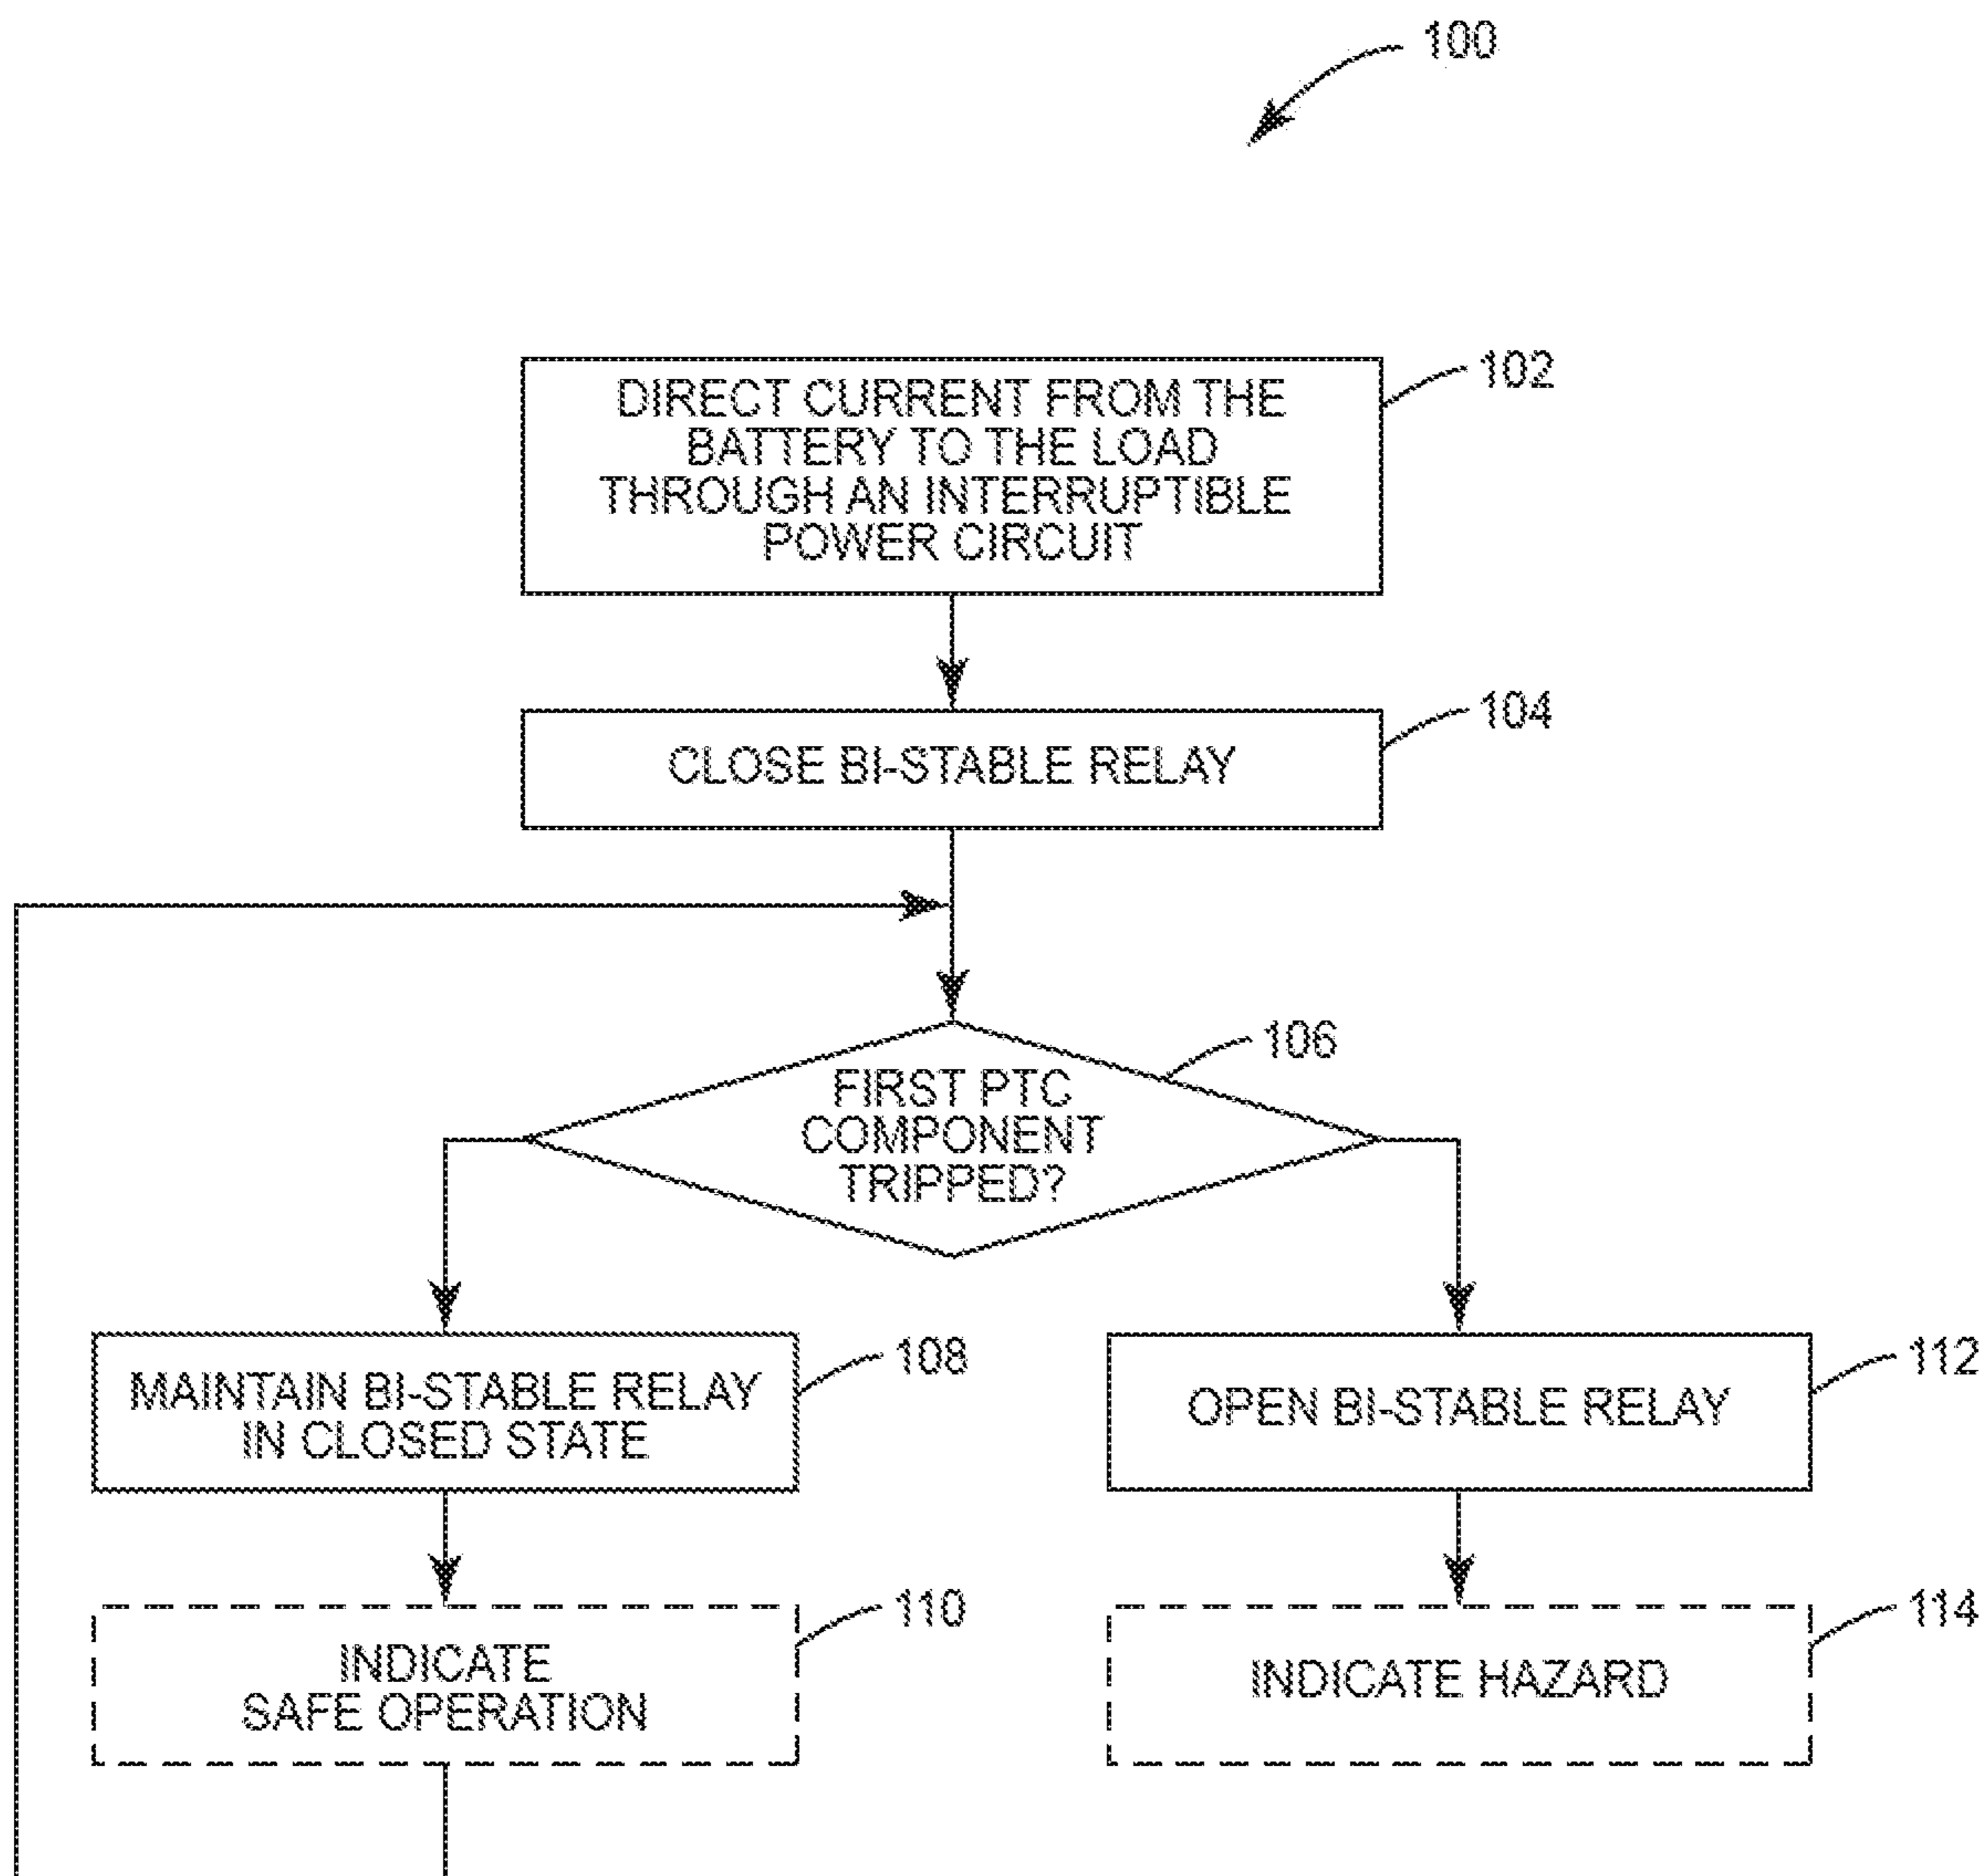 100
DIRECT CURRENT FROM THE
BATTERY TO THE LOAD
THROUGH AN INTERRUPTIBLE
POWER CIRCUIT
102
CLOSE BI-STABLE RELAY
104
106
FIRST PTC
COMPONENT
TRIPPED?
MAINTAIN BI-STABLE RELAY
IN CLOSED STATE
108
OPEN BI-STABLE RELAY
112
INDICATE
SAFE OPERATION
110
INDICATE HAZARD
114